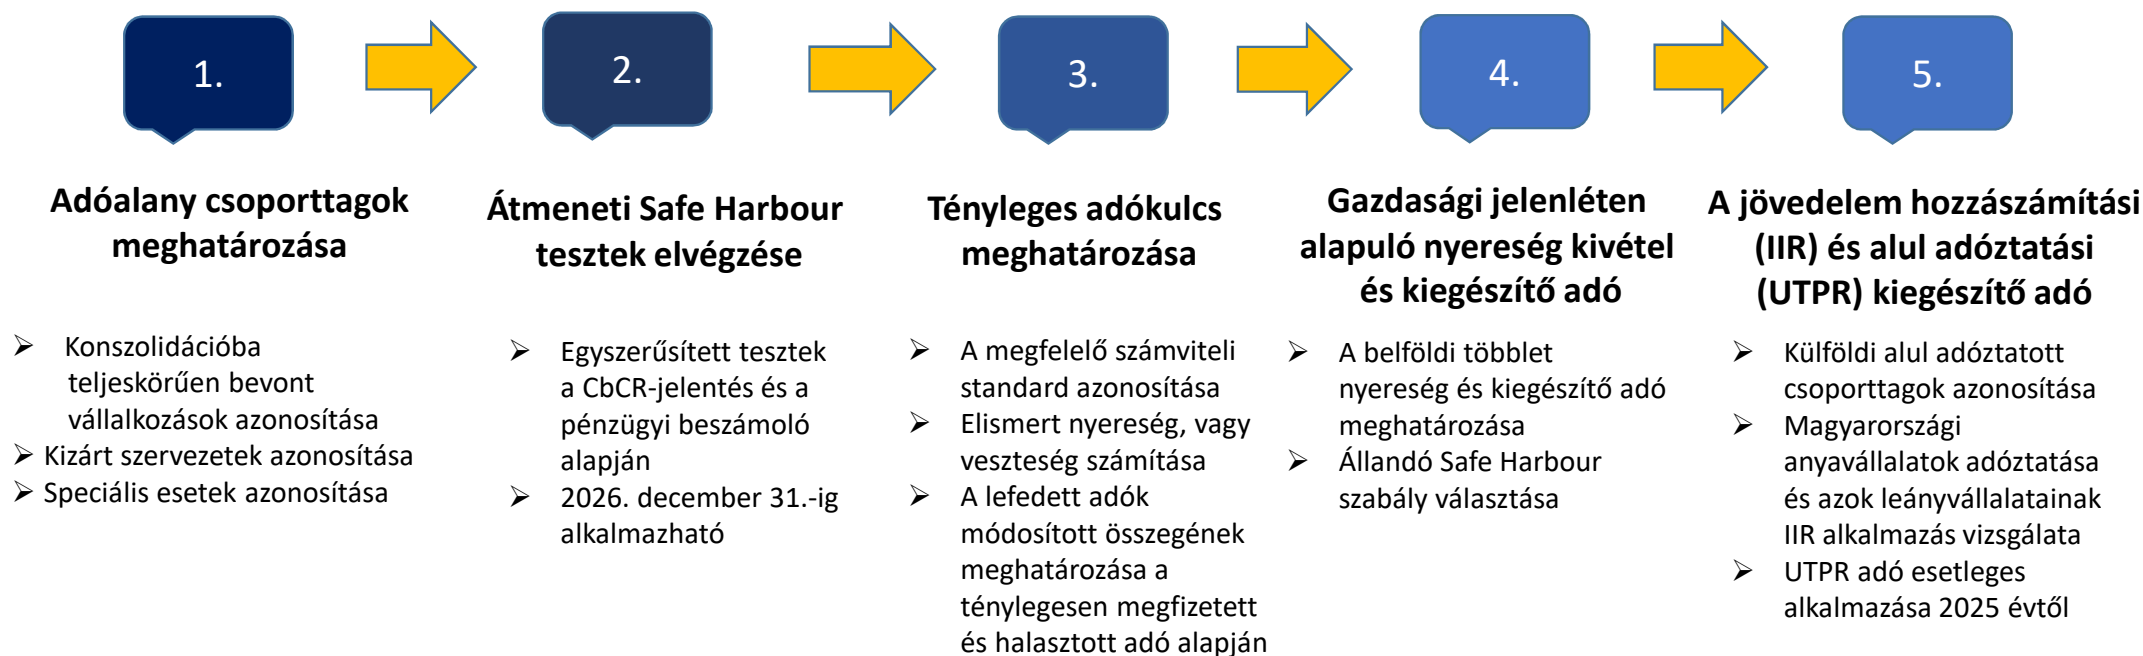 1.
Adóalany csoporttagok
meghatározása
➢ Konszolidációba
teljeskörűen bevont
vállalkozások azonosítása
➢ Kizárt szervezetek azonosítása
➢ Speciális esetek azonosítása
2.
Átmeneti Safe Harbour
tesztek elvégzése
➢ Egyszerűsített tesztek
a CbCR-jelentés és a
pénzügyi beszámoló
alapján
➢ 2026. december 31.-ig
alkalmazható
3.
Tényleges adókulcs
meghatározása
➢ A megfelelő számviteli
standard azonosítása
➢ Elismert nyereség, vagy
veszteség számítása
➢ A lefedett adók
módosított összegének
meghatározása a
ténylegesen megfizetett
és halasztott adó alapján
4.
Gazdasági jelenléten
alapuló nyereség kivétel
és kiegészítő adó
➢ A belföldi többlet
nyereség és kiegészítő adó
meghatározása
➢ Állandó Safe Harbour
szabály választása
5.
A jövedelem hozzászámítási
(IIR) és alul adóztatási
(UTPR) kiegészítő adó
➢ Külföldi alul adóztatott
csoporttagok azonosítása
➢ Magyarországi
anyavállalatok adóztatása
és azok leányvállalatainak
IIR alkalmazás vizsgálata
➢ UTPR adó esetleges
alkalmazása 2025 évtől